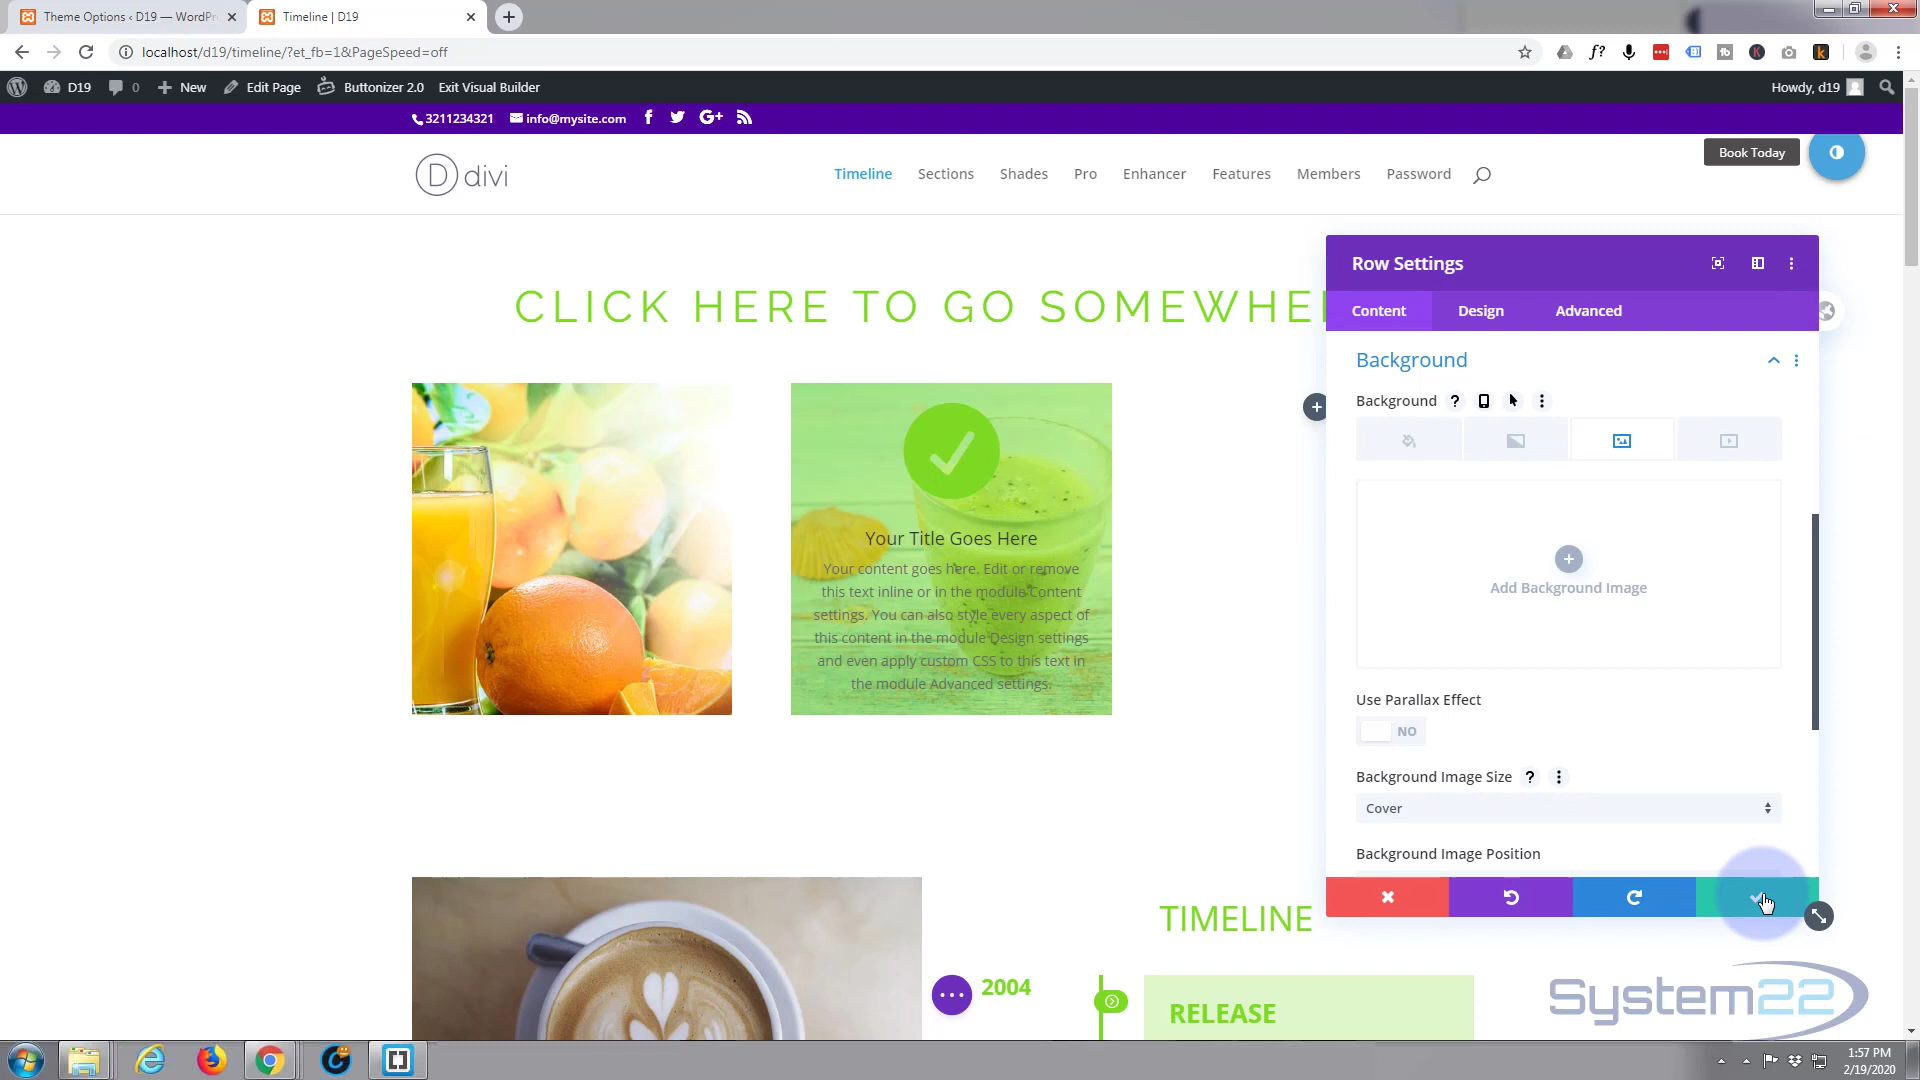 Theme Options ‹ D19 — WordPr
Timeline | D19
localhost/d19/timeline/?et_fb=1&PageSpeed=off
D19
0
New
Edit Page
Buttonizer 2.0
Exit Visual Builder
Howdy, d19
3211234321
info@mysite.com
Book Today
D divi
Timeline
Sections
Shades
Pro
Enhancer
Features
Members
Password
CLICK HERE TO GO SOMEWHE
Row Settings
Content
Design
Advanced
Background
Background
Add Background Image
Use Parallax Effect
NO
Background Image Size
Cover
Background Image Position
Your Title Goes Here
Your content goes here. Edit or remove
this text inline or in the module Content
settings. You can also style every aspect of
this content in the module Design settings
and even apply custom CSS to this text in
the module Advanced settings.
TIMELINE
2004
RELEASE
System22
1:57 PM
2/19/2020